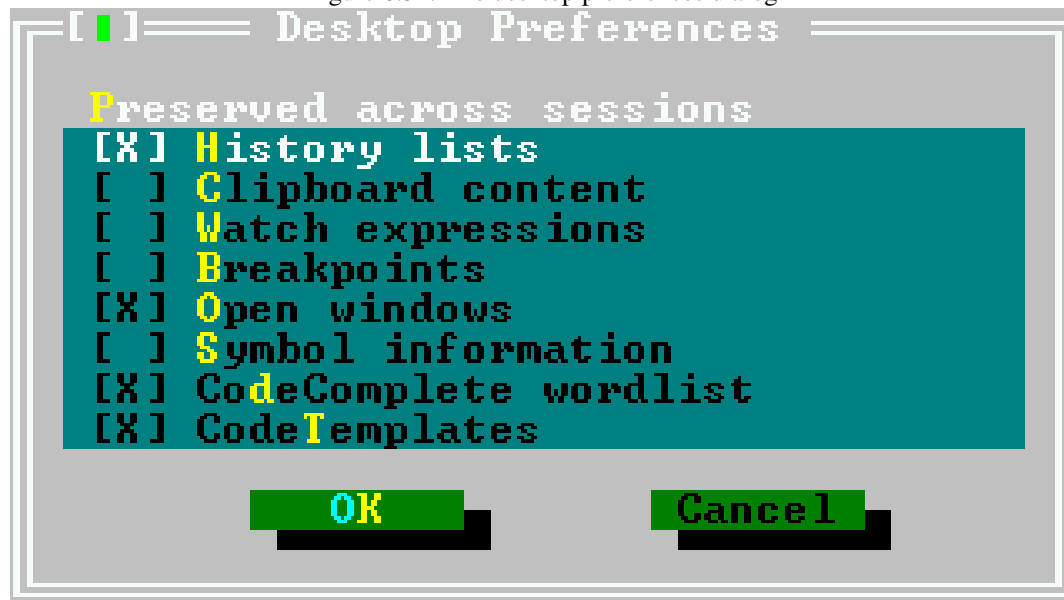 [▮] Desktop Preferences
Preserved across sessions
[X] History lists
[ ] Clipboard content
[ ] Watch expressions
[ ] Breakpoints
[X] Open windows
[ ] Symbol information
[X] CodeComplete wordlist
[X] CodeTemplates
OK Cancel